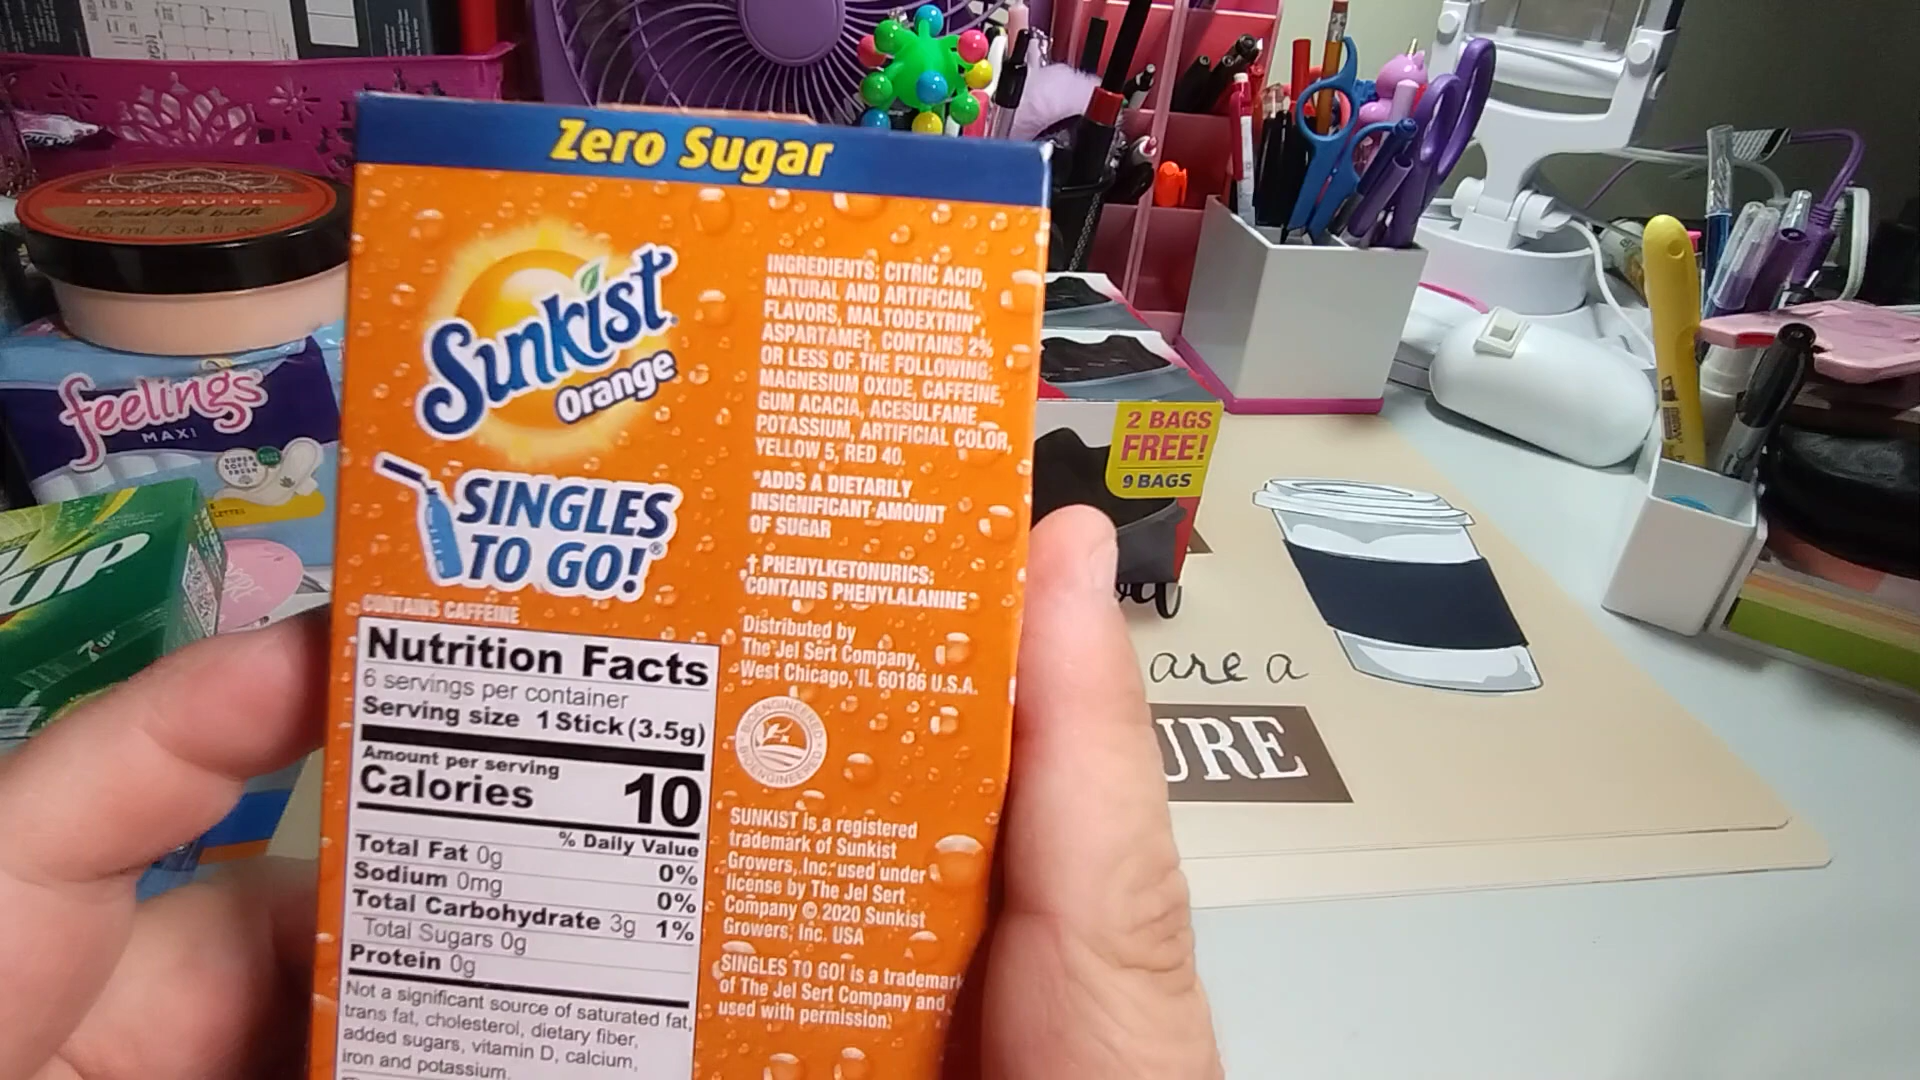 Zero Sugar
Sunkist
Orange
SINGLES
TO GO!®
CONTAINS CAFFEINE
Nutrition Facts
6 servings per container
Serving size 1 Stick (3.5g)
Amount per serving
Calories 10
% Daily Value
Total Fat 0g 0%
Sodium 0mg 0%
Total Carbohydrate 3g 1%
Total Sugars 0g
Protein 0g
Not a significant source of saturated fat,
trans fat, cholesterol, dietary fiber,
added sugars, vitamin D, calcium,
iron and potassium.
INGREDIENTS: CITRIC ACID,
NATURAL AND ARTIFICIAL
FLAVORS, MALTODEXTRIN*,
ASPARTAME†, CONTAINS 2%
OR LESS OF THE FOLLOWING:
MAGNESIUM OXIDE, CAFFEINE,
GUM ACACIA, ACESULFAME
POTASSIUM, ARTIFICIAL COLOR,
YELLOW 5, RED 40.
*ADDS A DIETARILY
INSIGNIFICANT AMOUNT
OF SUGAR
† PHENYLKETONURICS:
CONTAINS PHENYLALANINE
Distributed by
The Jel Sert Company,
West Chicago, IL 60186 U.S.A.
BIOENGINEERED
BIOENGINEERED
SUNKIST is a registered
trademark of Sunkist
Growers, Inc. used under
license by The Jel Sert
Company © 2020 Sunkist
Growers, Inc. USA
SINGLES TO GO! is a trademark
of The Jel Sert Company and
used with permission.
BODY BUTTER
100 mL / 3.4 fl. oz
feelings
MAXI
SUPER
SOFT &
FRESH
UP
7UP
2 BAGS
FREE!
9 BAGS
are a
URE